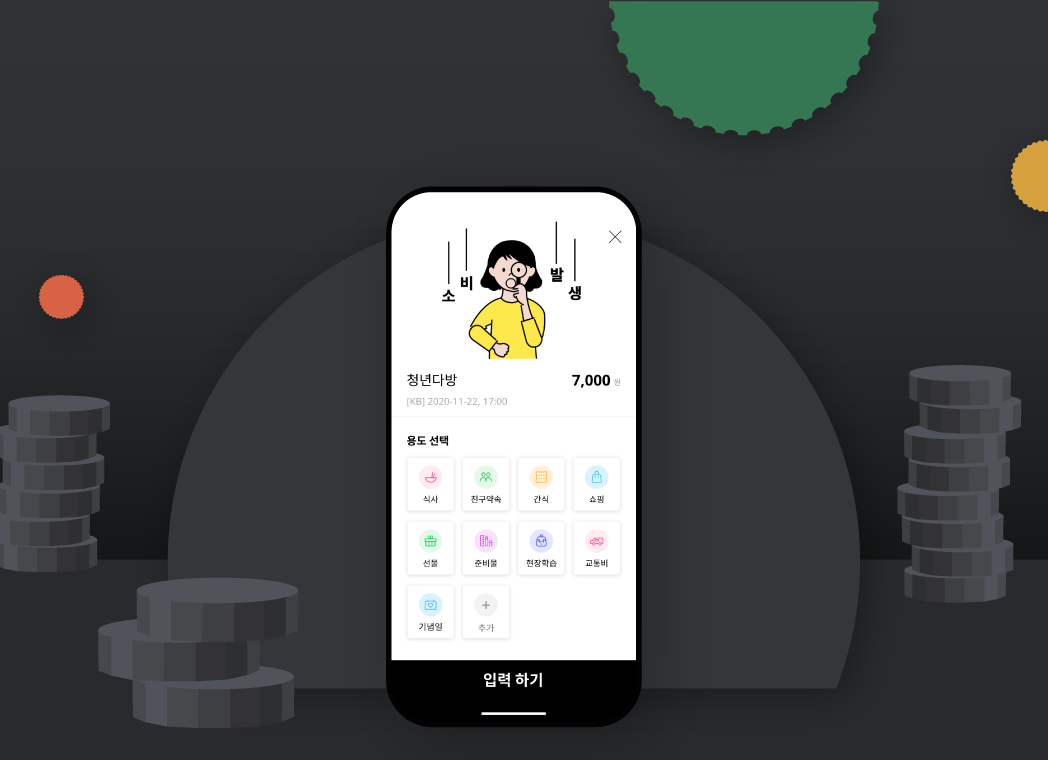 소비발생
청년다방 7,000 원
[KB] 2020-11-22, 17:00
용도 선택
식사 친구약속 간식 쇼핑
선물 준비물 현장학습 교통비
기념일 추가
입력 하기